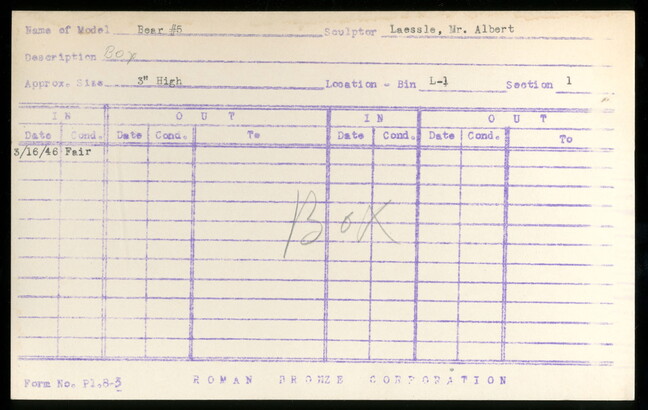 Name of Model Bear #5 Sculptor Laessle, Mr. Albert
Description Box
Approx. Size 3" High Location - Bin L-1 Section 1
IN OUT IN OUT
Date Cond. Date Cond. To Date Cond. Date Cond. To
3/16/46 Fair
Box
Form No. P1.8-3 ROMAN BRONZE CORPORATION